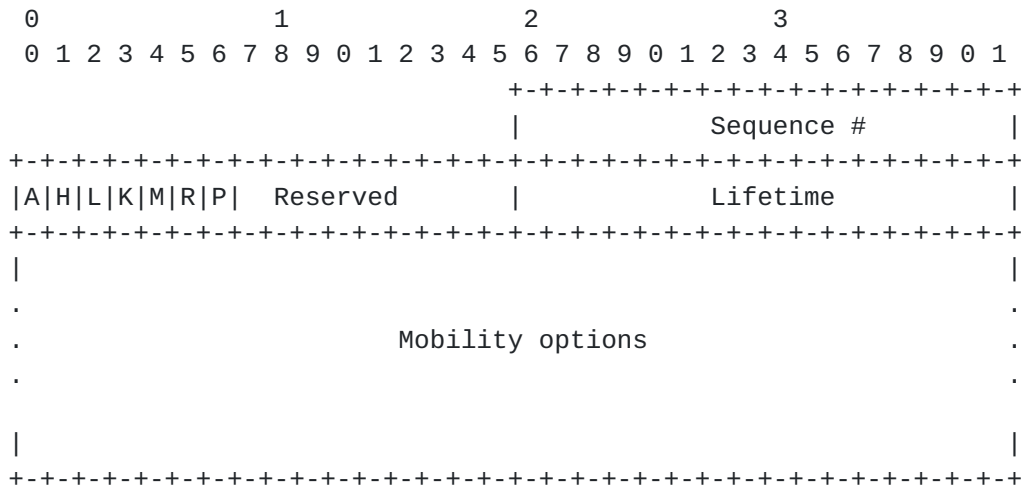 0                   1                   2                   3
 0 1 2 3 4 5 6 7 8 9 0 1 2 3 4 5 6 7 8 9 0 1 2 3 4 5 6 7 8 9 0 1
                                +-+-+-+-+-+-+-+-+-+-+-+-+-+-+-+-+
                                |            Sequence #         |
+-+-+-+-+-+-+-+-+-+-+-+-+-+-+-+-+-+-+-+-+-+-+-+-+-+-+-+-+-+-+-+-+
|A|H|L|K|M|R|P|  Reserved       |            Lifetime           |
+-+-+-+-+-+-+-+-+-+-+-+-+-+-+-+-+-+-+-+-+-+-+-+-+-+-+-+-+-+-+-+-+
|                                                               |
.                                                               .
.                        Mobility options                       .
.                                                               .
|                                                               |
+-+-+-+-+-+-+-+-+-+-+-+-+-+-+-+-+-+-+-+-+-+-+-+-+-+-+-+-+-+-+-+-+